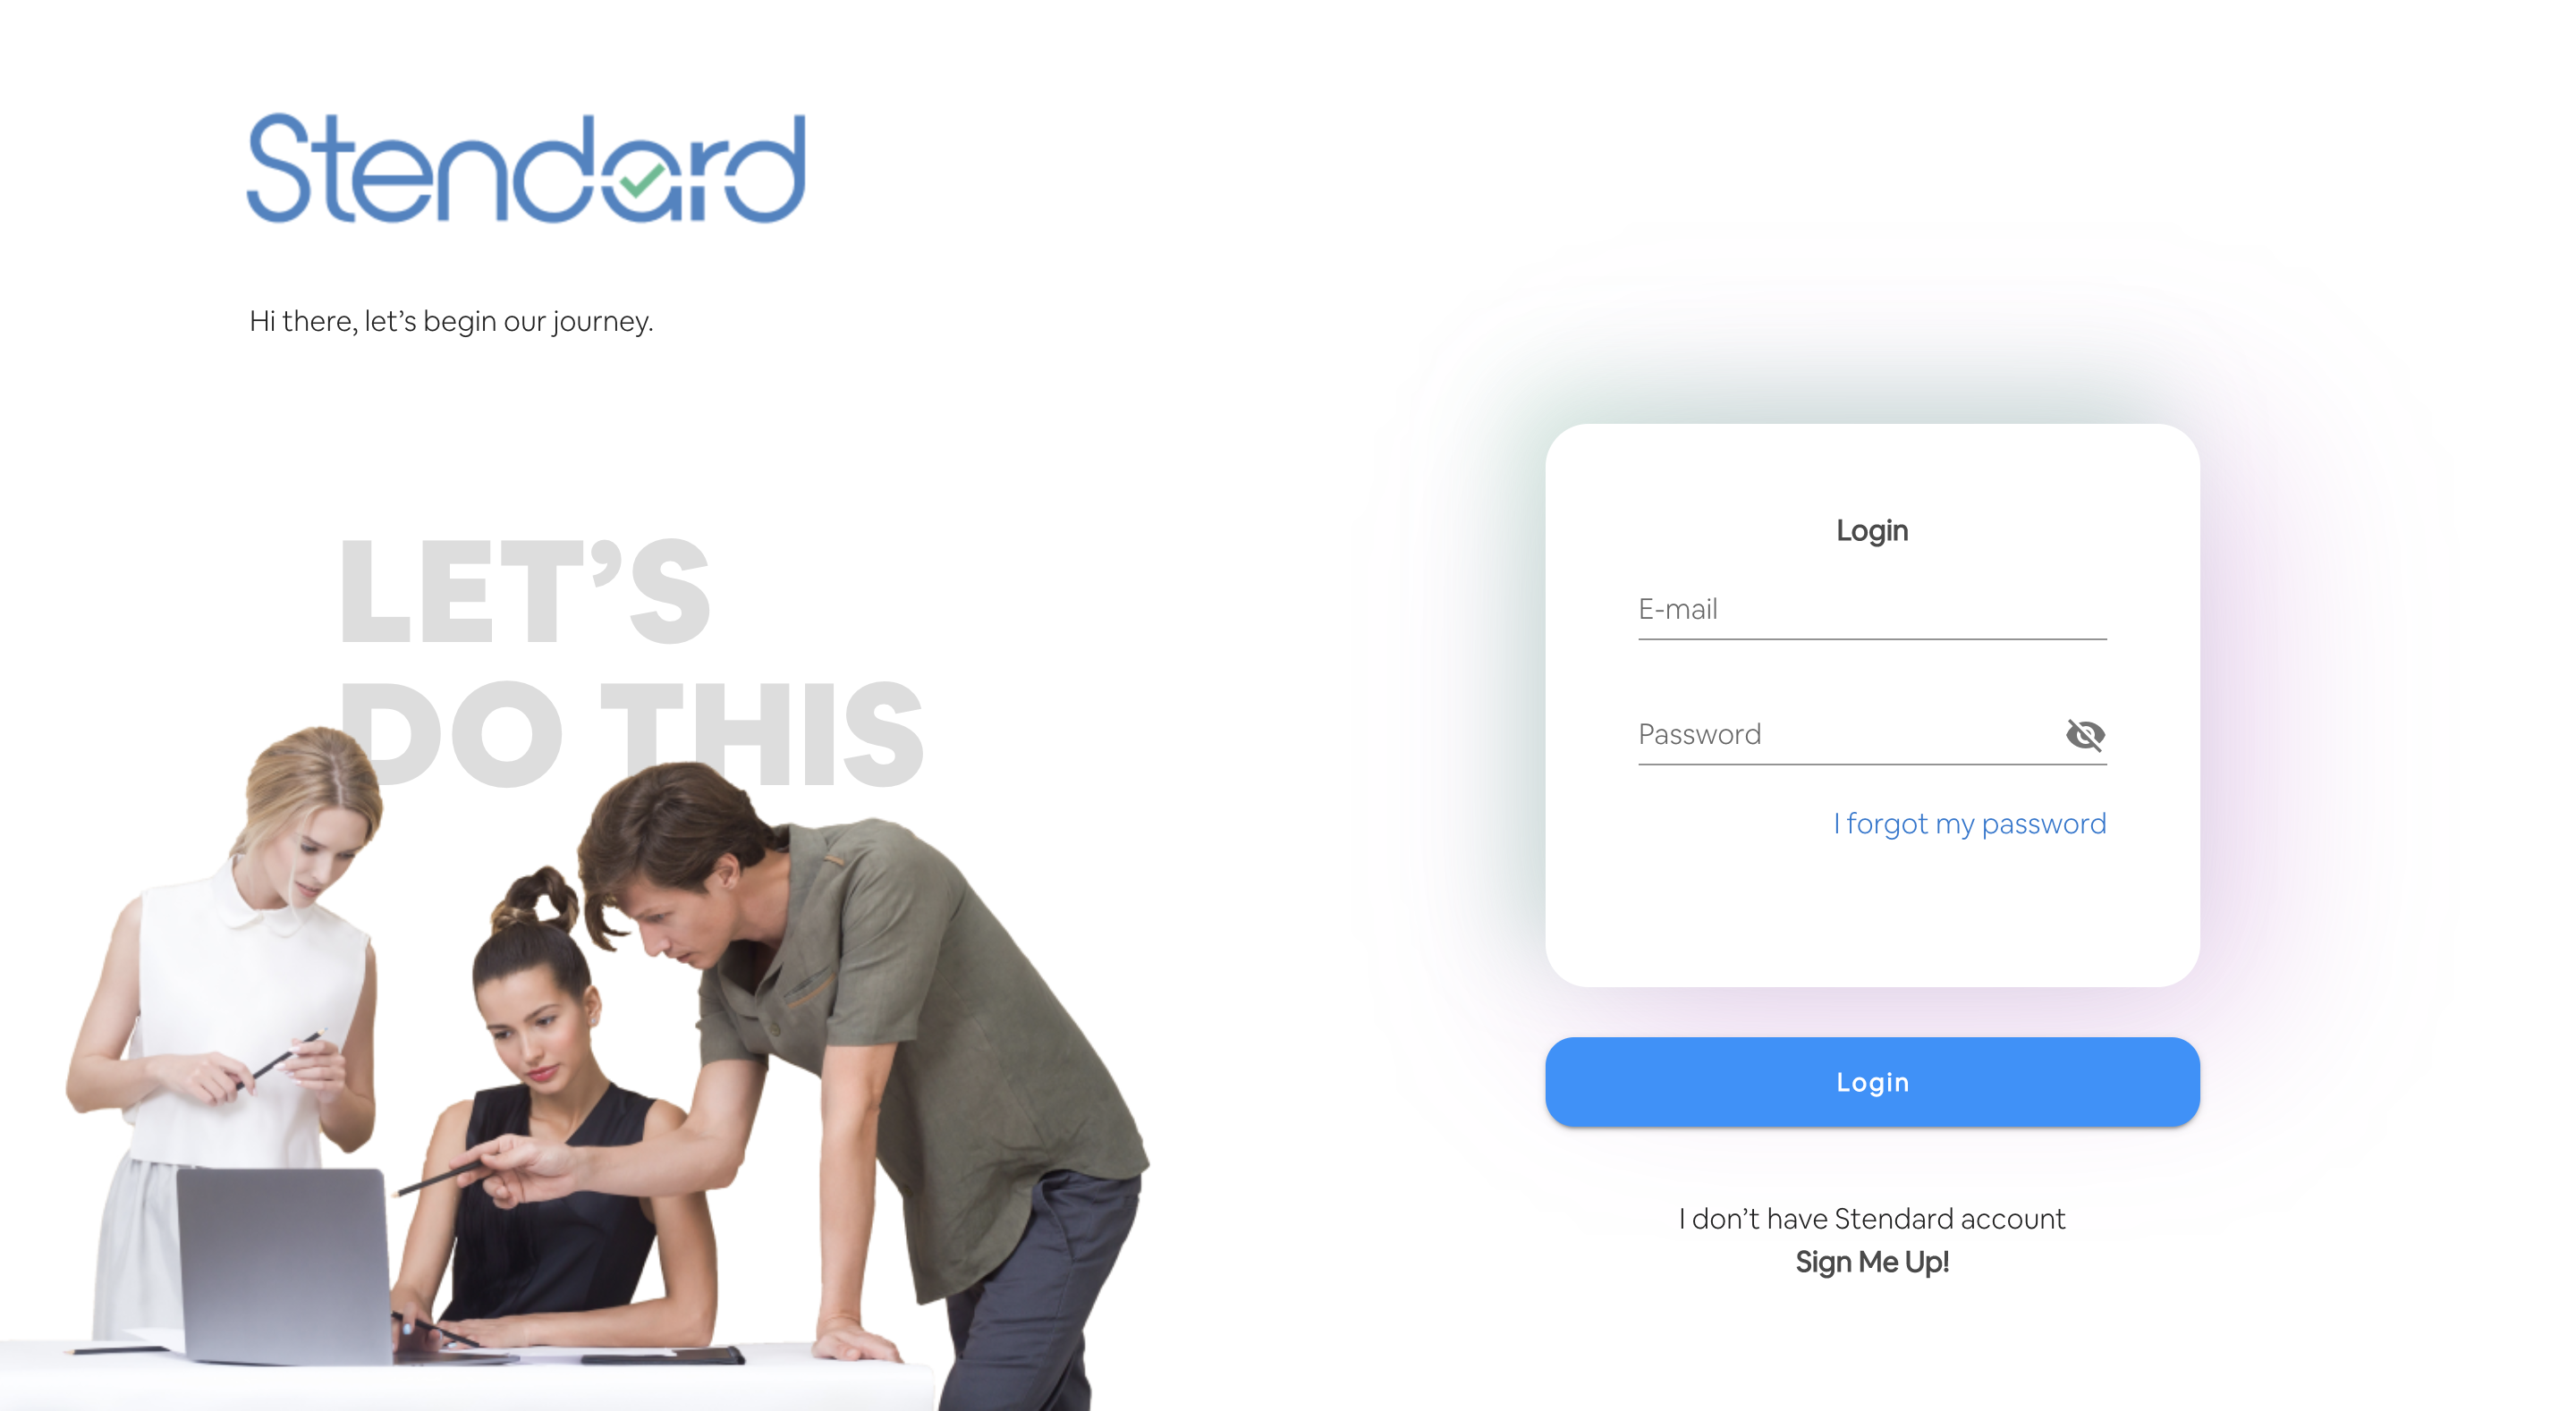 Stendard
Hi there, let’s begin our journey.
LET’S
DO THIS
Login
E-mail
Password
I forgot my password
Login
I don’t have Stendard account
Sign Me Up!